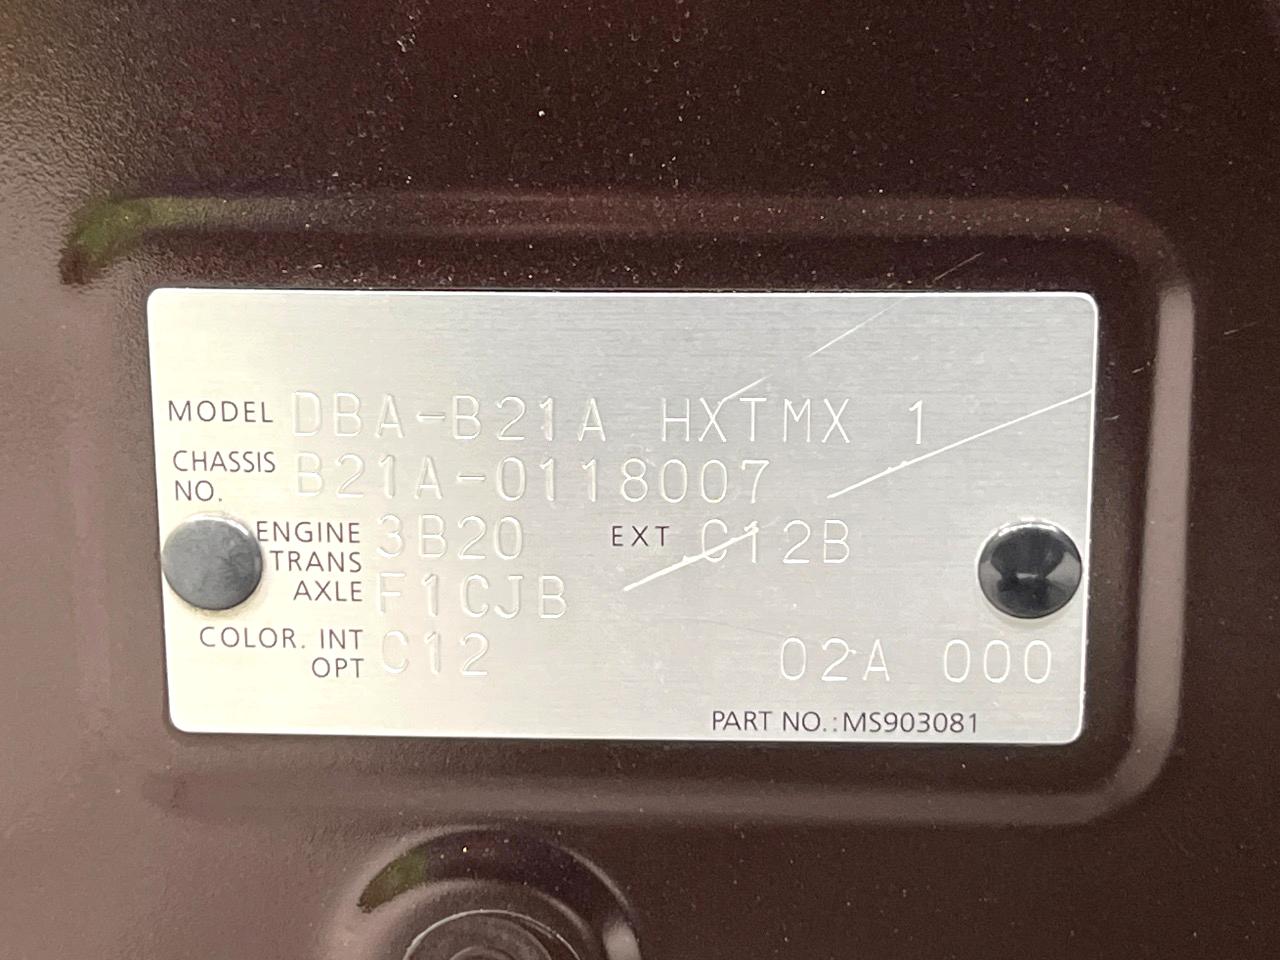 MODEL DBA-B21A HXTMX 1
CHASSIS NO. B21A-0118007
ENGINE 3B20 EXT C12B
TRANS AXLE F1CJB
COLOR. INT OPT C12 02A 000
PART NO.:MS903081